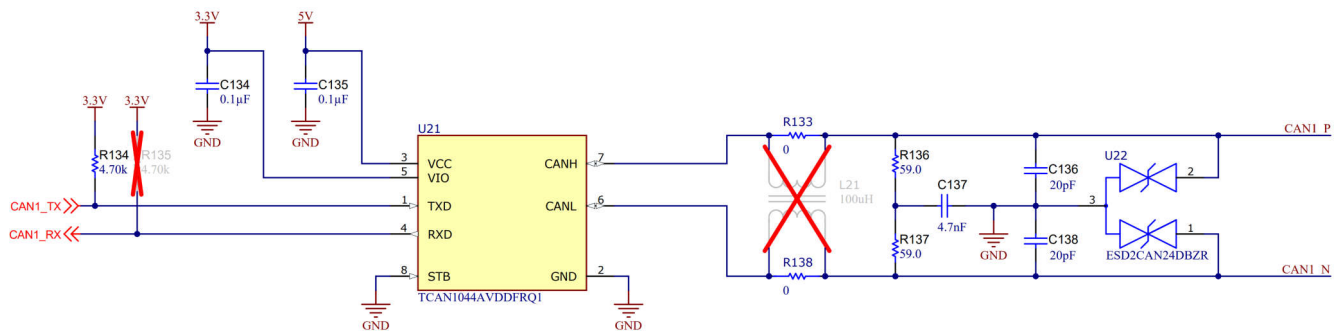 3.3V
5V
C134
0.1µF
GND
C135
0.1µF
GND
3.3V
3.3V
R134
4.70k
R135
4.70k
CAN1_TX
CAN1_RX
U21
3 VCC
5 VIO
1 TXD
4 RXD
8 STB
CANH 7
CANL 6
GND 2
TCAN1044AVDDFRQ1
GND
GND
R133
0
L21
100uH
R138
0
R136
59.0
R137
59.0
C137
4.7nF
GND
C136
20pF
C138
20pF
U22
2
3
1
ESD2CAN24DBZR
CAN1_P
CAN1_N